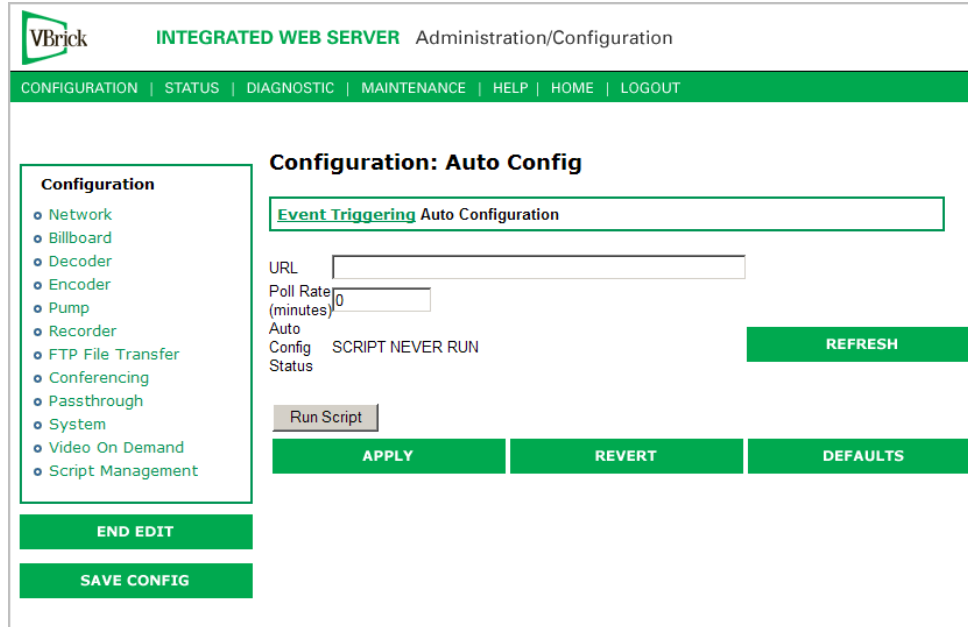 VBrick
INTEGRATED WEB SERVER Administration/Configuration
CONFIGURATION | STATUS | DIAGNOSTIC | MAINTENANCE | HELP | HOME | LOGOUT
Configuration
Network
Billboard
Decoder
Encoder
Pump
Recorder
FTP File Transfer
Conferencing
Passthrough
System
Video On Demand
Script Management
END EDIT
SAVE CONFIG
Configuration: Auto Config
Event Triggering Auto Configuration
URL
Poll Rate
(minutes) 0
Auto
Config SCRIPT NEVER RUN
Status
REFRESH
Run Script
APPLY REVERT DEFAULTS